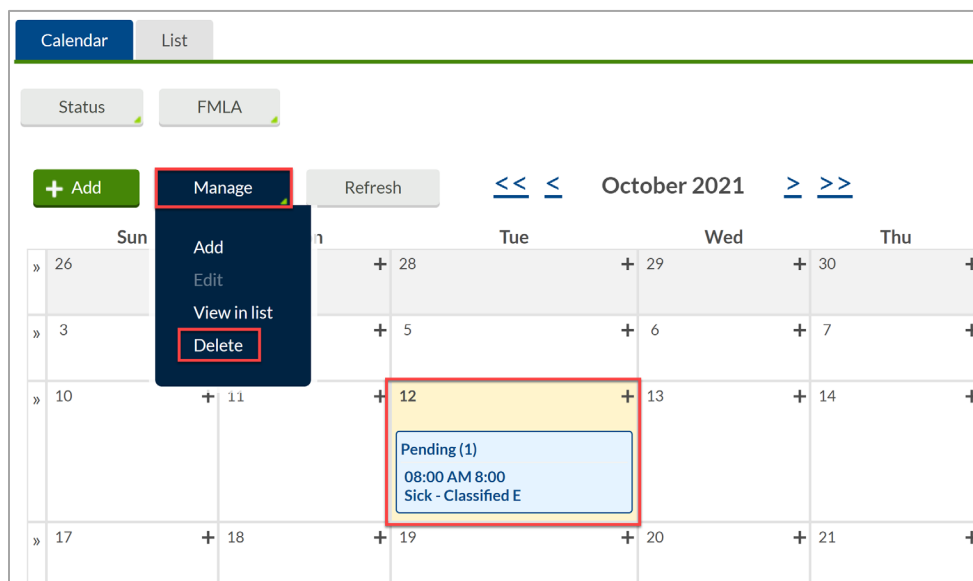 Calendar List
Status FMLA
+ Add Manage Refresh << < October 2021 > >>
Sun Tue Wed Thu
Add
Edit
View in list
Delete
» 26 + 28 + 29 + 30 +
» 3 + 5 + 6 + 7 +
» 10 + 11 + 12 + 13 + 14 +
Pending (1)
08:00 AM 8:00
Sick - Classified E
» 17 + 18 + 19 + 20 + 21 +